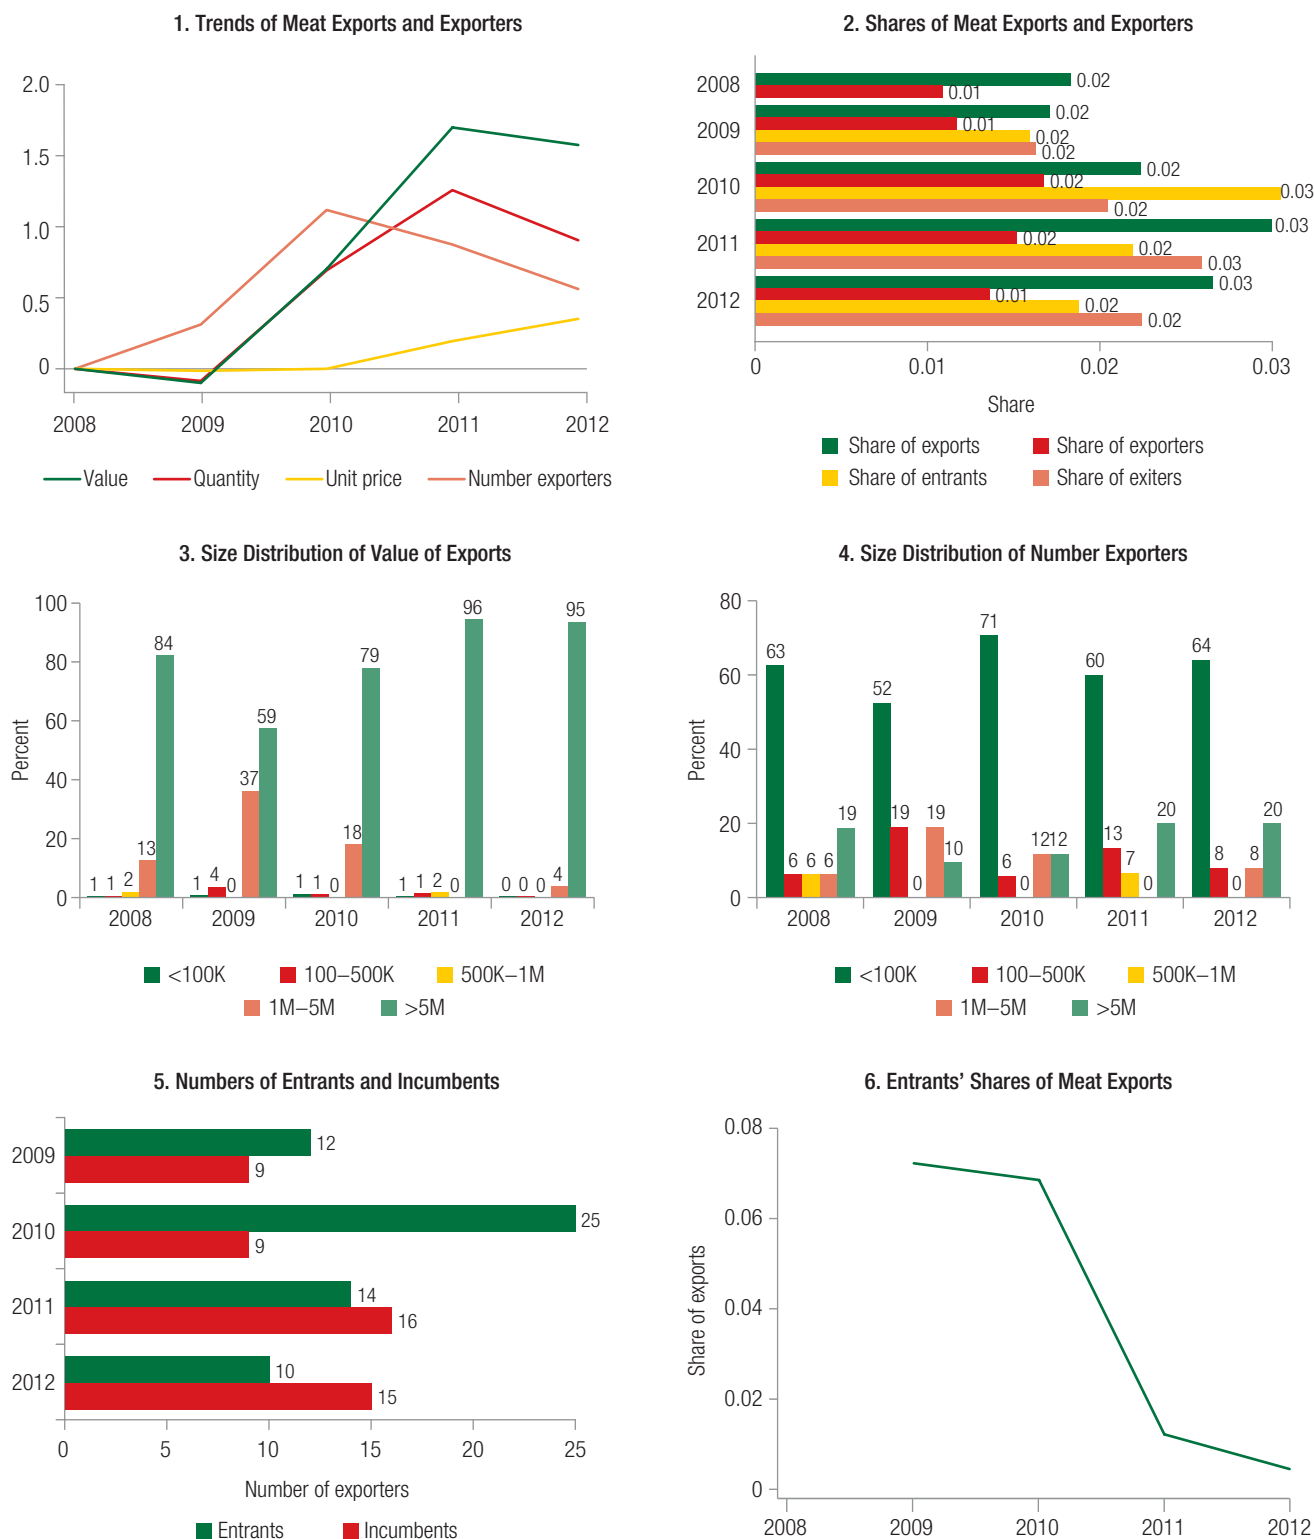 1. Trends of Meat Exports and Exporters
2.0
1.5
1.0
0.5
0
2008 2009 2010 2011 2012
Value Quantity Unit price Number exporters
2. Shares of Meat Exports and Exporters
2008
0.02
0.01
2009
0.02
0.01
0.02
0.02
2010
0.02
0.02
0.03
0.02
2011
0.03
0.02
0.02
0.03
2012
0.03
0.01
0.02
0.02
0 0.01 0.02 0.03
Share
Share of exports Share of exporters
Share of entrants Share of exiters
3. Size Distribution of Value of Exports
Percent
100
80
60
40
20
0
1 1 2 13 84
1 4 0 37 59
1 1 0 18 79
1 1 2 0 96
0 0 0 4 95
2008 2009 2010 2011 2012
<100K 100–500K 500K–1M
1M–5M >5M
4. Size Distribution of Number Exporters
Percent
80
60
40
20
0
63 6 6 6 19
52 19 0 19 10
71 6 0 12 12
60 13 7 0 20
64 8 0 8 20
2008 2009 2010 2011 2012
<100K 100–500K 500K–1M
1M–5M >5M
5. Numbers of Entrants and Incumbents
2009
12
9
2010
25
9
2011
14
16
2012
10
15
0 5 10 15 20 25
Number of exporters
Entrants Incumbents
6. Entrants’ Shares of Meat Exports
Share of exports
0.08
0.06
0.04
0.02
0
2008 2009 2010 2011 2012